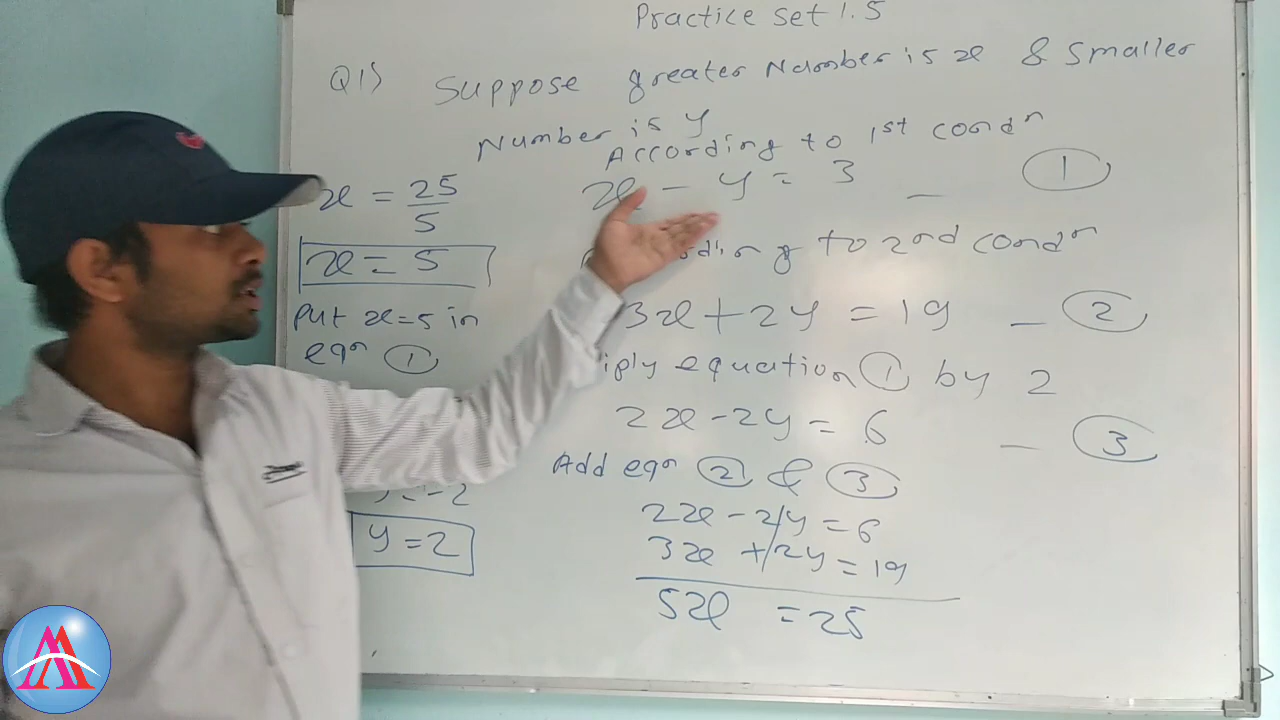 Practice set 1.5
Q1) Suppose greater Number is x & smaller
Number is y
According to 1st condn
x - y = 3 — 1
to 2nd condn
3x + 2y = 19 — 2
equation 1 by 2
2x - 2y = 6 — 3
Add eqn 2 & 3
2x - 2y = 6
3x + 2y = 19
5x = 25
x = 25/5
x = 5
Put x = 5 in
eqn 1
y = 2